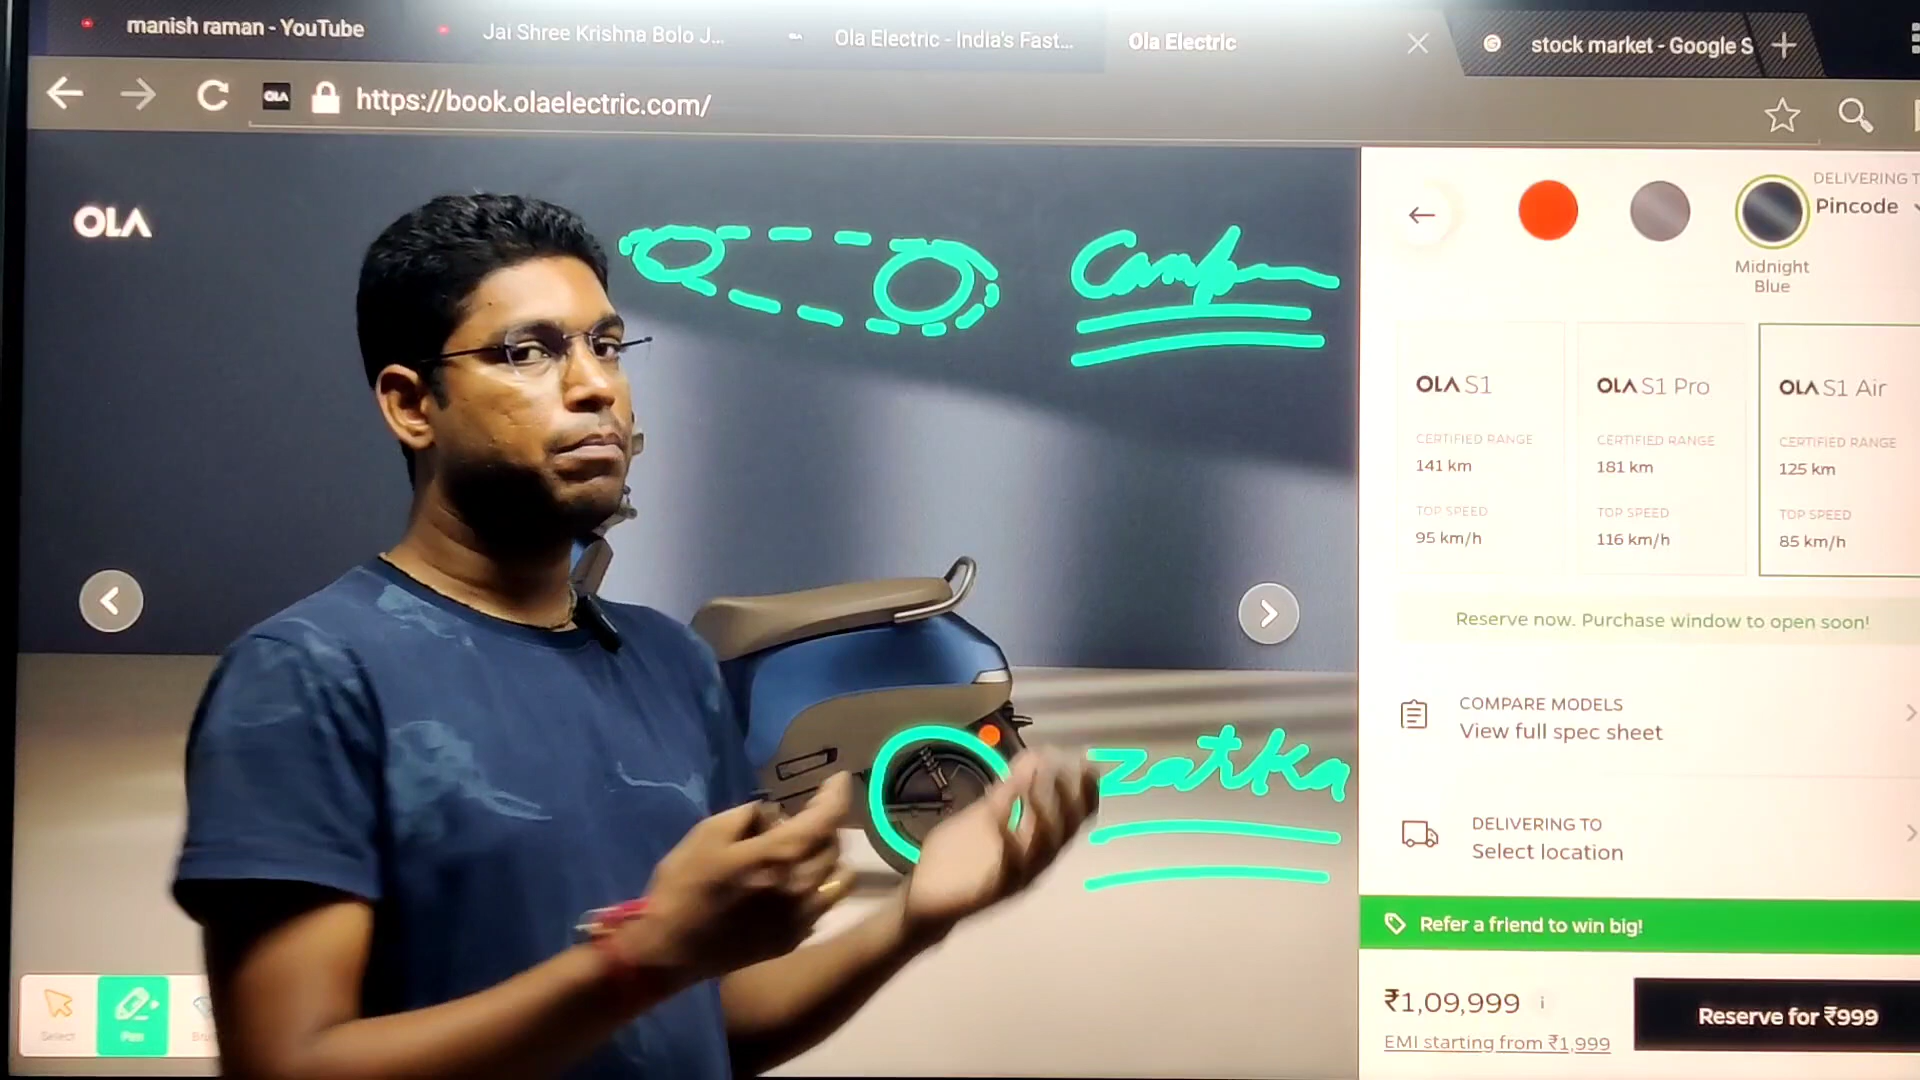 manish raman - YouTube
Jai Shree Krishna Bolo J...
Ola Electric - India's Fast...
Ola Electric
stock market - Google S
OLA
https://book.olaelectric.com/
OLA
DELIVERING T
Pincode
Midnight
Blue
OLA S1
CERTIFIED RANGE
141 km
TOP SPEED
95 km/h
OLA S1 Pro
CERTIFIED RANGE
181 km
TOP SPEED
116 km/h
OLA S1 Air
CERTIFIED RANGE
125 km
TOP SPEED
85 km/h
Reserve now. Purchase window to open soon!
COMPARE MODELS
View full spec sheet
zatka
DELIVERING TO
Select location
Refer a friend to win big!
₹1,09,999 i
Reserve for ₹999
EMI starting from ₹1,999
Select
Pen